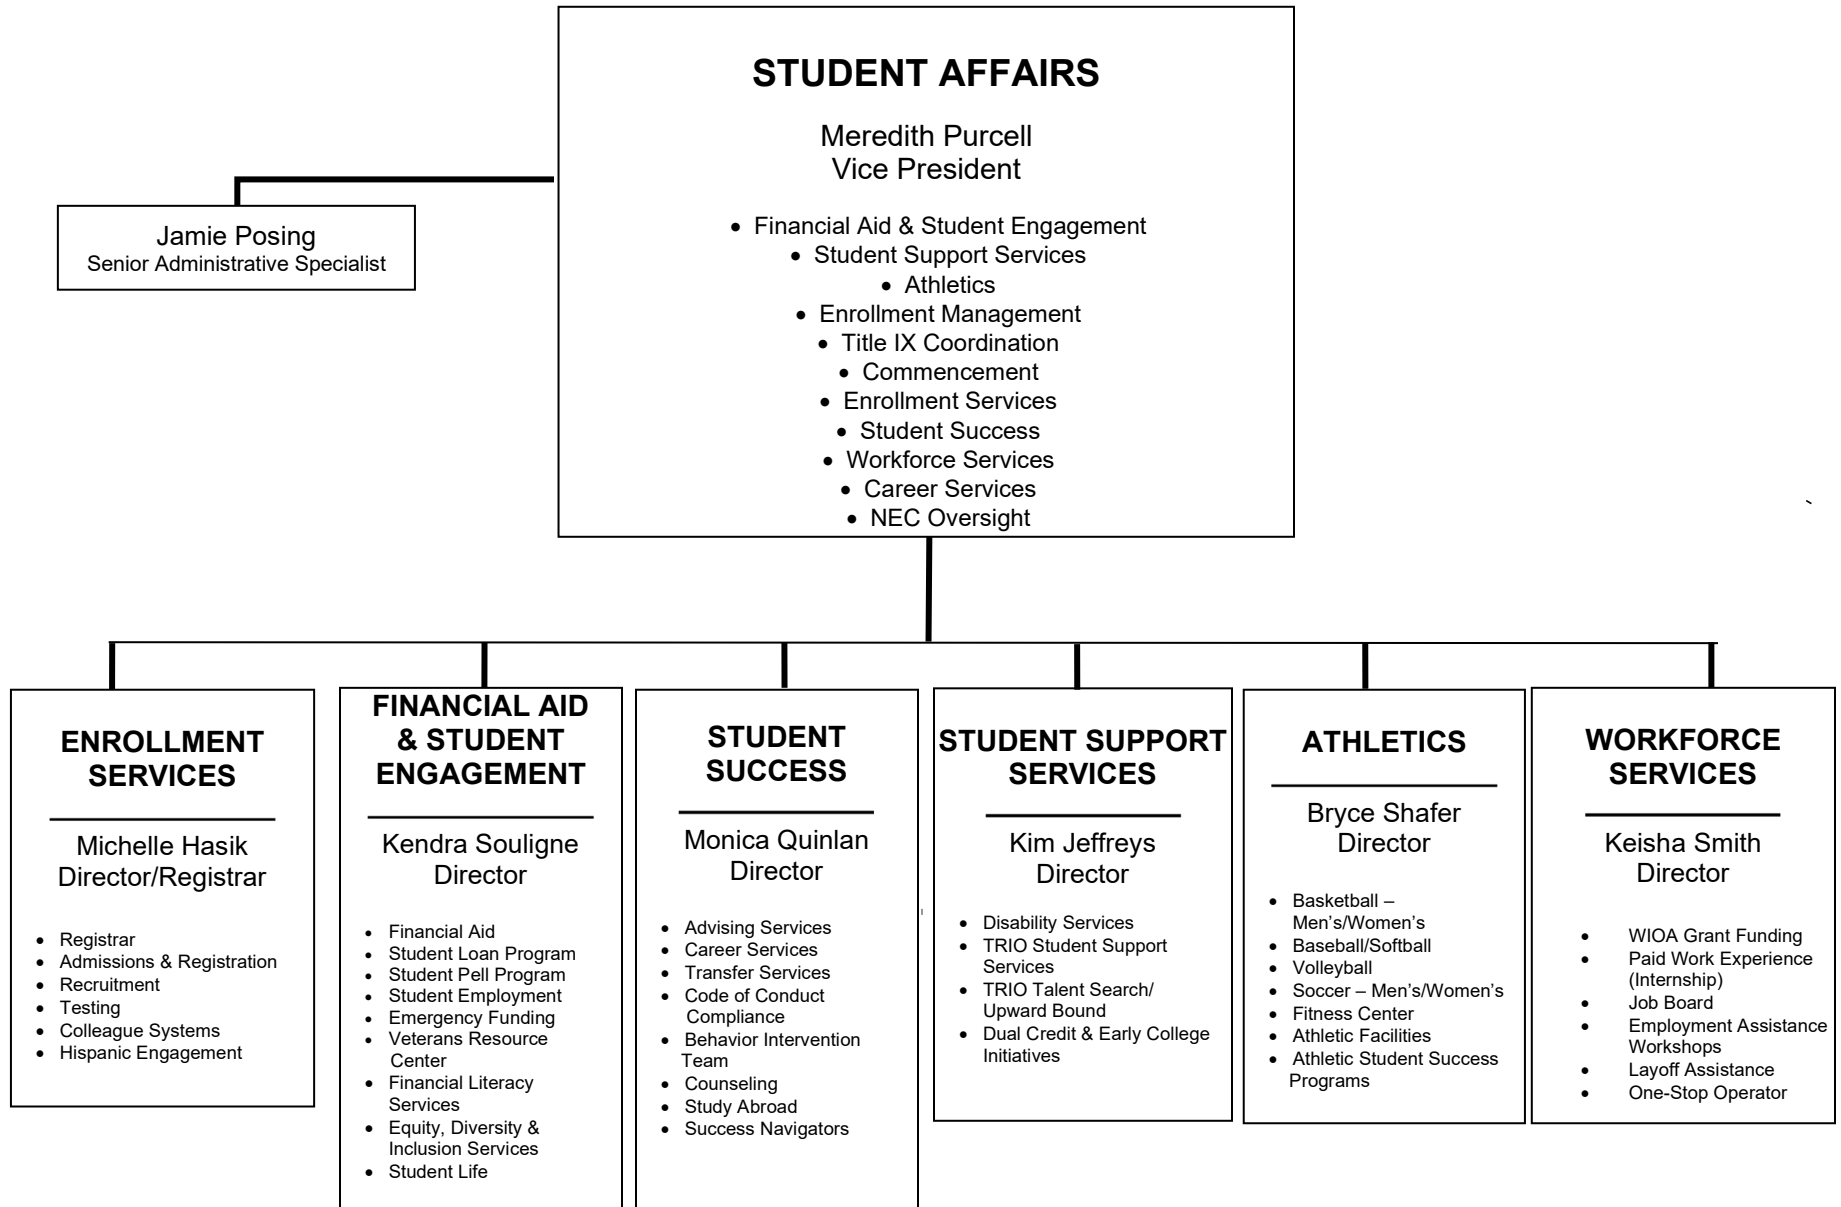 STUDENT AFFAIRS
Meredith Purcell
Vice President
• Financial Aid & Student Engagement
• Student Support Services
• Athletics
• Enrollment Management
• Title IX Coordination
• Commencement
• Enrollment Services
• Student Success
• Workforce Services
• Career Services
• NEC Oversight
Jamie Posing
Senior Administrative Specialist
ENROLLMENT
SERVICES
Michelle Hasik
Director/Registrar
• Registrar
• Admissions & Registration
• Recruitment
• Testing
• Colleague Systems
• Hispanic Engagement
FINANCIAL AID
& STUDENT
ENGAGEMENT
Kendra Souligne
Director
• Financial Aid
• Student Loan Program
• Student Pell Program
• Student Employment
• Emergency Funding
• Veterans Resource
Center
• Financial Literacy
Services
• Equity, Diversity &
Inclusion Services
• Student Life
STUDENT
SUCCESS
Monica Quinlan
Director
• Advising Services
• Career Services
• Transfer Services
• Code of Conduct
Compliance
• Behavior Intervention
Team
• Counseling
• Study Abroad
• Success Navigators
STUDENT SUPPORT
SERVICES
Kim Jeffreys
Director
• Disability Services
• TRIO Student Support
Services
• TRIO Talent Search/
Upward Bound
• Dual Credit & Early College
Initiatives
ATHLETICS
Bryce Shafer
Director
• Basketball –
Men’s/Women’s
• Baseball/Softball
• Volleyball
• Soccer – Men’s/Women’s
• Fitness Center
• Athletic Facilities
• Athletic Student Success
Programs
WORKFORCE
SERVICES
Keisha Smith
Director
• WIOA Grant Funding
• Paid Work Experience
(Internship)
• Job Board
• Employment Assistance
Workshops
• Layoff Assistance
• One-Stop Operator